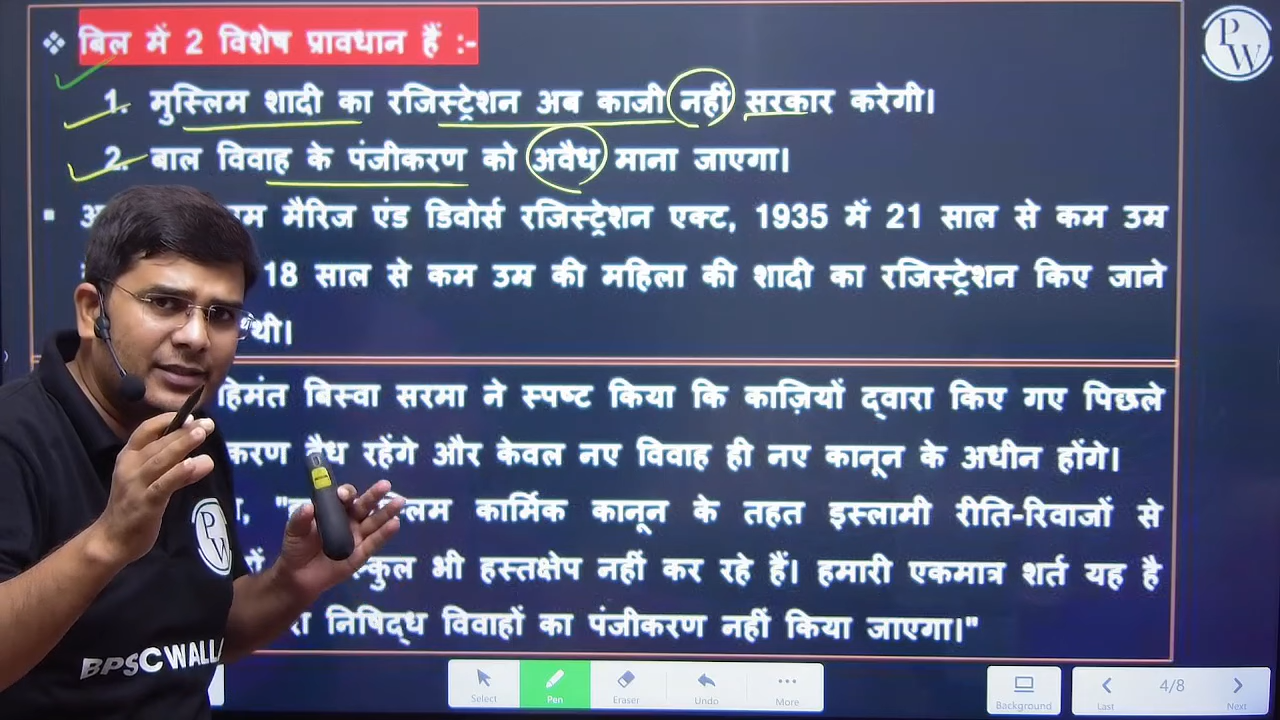 ❖ बिल में 2 विशेष प्रावधान हैं :-
PW
1. मुस्लिम शादी का रजिस्ट्रेशन अब काजी नहीं सरकार करेगी।
2. बाल विवाह के पंजीकरण को अवैध माना जाएगा।
मैरिज एंड डिवोर्स रजिस्ट्रेशन एक्ट, 1935 में 21 साल से कम उम्र
18 साल से कम उम्र की महिला की शादी का रजिस्ट्रेशन किए जाने
थी।
हिमंत बिस्वा सरमा ने स्पष्ट किया कि काज़ियों द्वारा किए गए पिछले
वैध रहेंगे और केवल नए विवाह ही नए कानून के अधीन होंगे।
कार्मिक कानून के तहत इस्लामी रीति-रिवाजों से
भी हस्तक्षेप नहीं कर रहे हैं। हमारी एकमात्र शर्त यह है
निषिद्ध विवाहों का पंजीकरण नहीं किया जाएगा।"
PW
BPSC WALL
Select Pen Eraser Undo More Background Last 4/8 Next